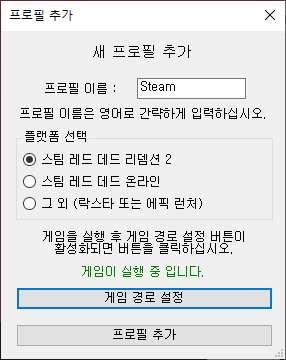 프로필 추가
새 프로필 추가
프로필 이름 : Steam
프로필 이름은 영어로 간략하게 입력하십시오.
플랫폼 선택
스팀 레드 데드 리뎀션 2
스팀 레드 데드 온라인
그 외 (락스타 또는 에픽 런처)
게임을 실행 후 게임 경로 설정 버튼이
활성화되면 버튼을 클릭하십시오.
게임이 실행 중 입니다.
게임 경로 설정
프로필 추가